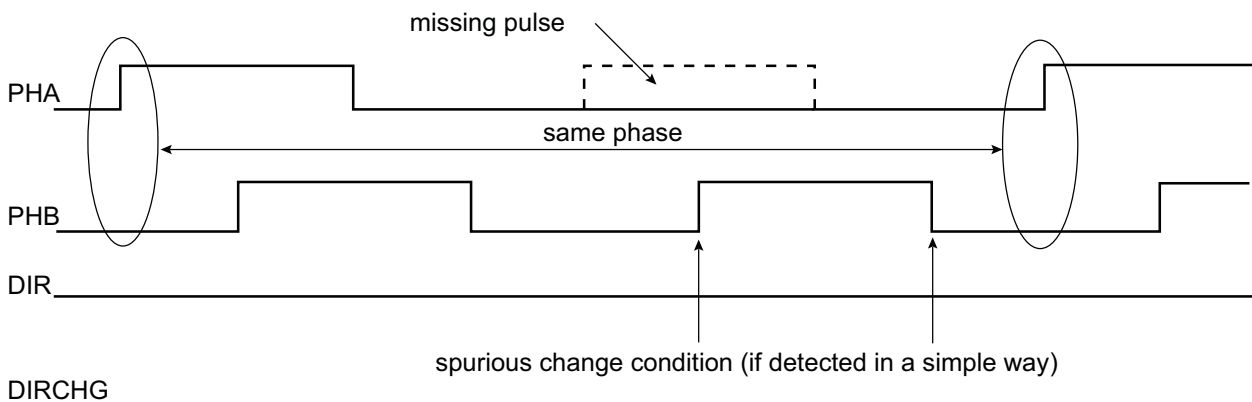 missing pulse
PHA
same phase
PHB
DIR
spurious change condition (if detected in a simple way)
DIRCHG